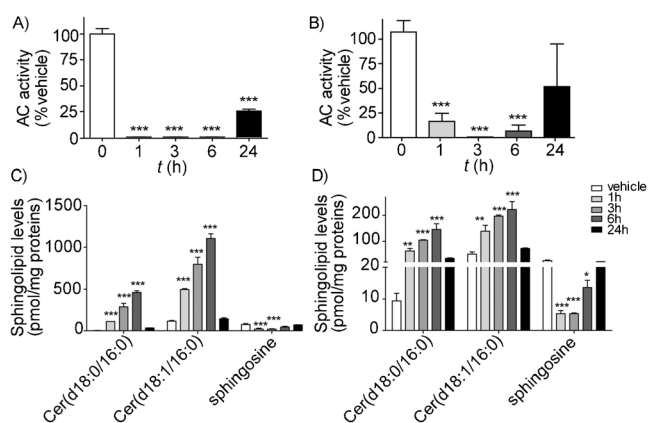 A)
AC activity
(% vehicle)
100
75
50
25
0
***
***
***
***
0 1 3 6 24
t (h)
B)
AC activity
(% vehicle)
100
75
50
25
0
***
***
***
0 1 3 6 24
t (h)
C)
Sphingolipid levels
(pmol/mg proteins)
1500
1000
500
0
***
***
***
***
***
***
*** ***
Cer(d18:0/16:0)
Cer(d18:1/16:0)
sphingosine
D)
Sphingolipid levels
(pmol/mg proteins)
200
100
20
10
0
**
***
***
**
***
***
*** ***
*
Cer(d18:0/16:0)
Cer(d18:1/16:0)
sphingosine
vehicle
1h
3h
6h
24h